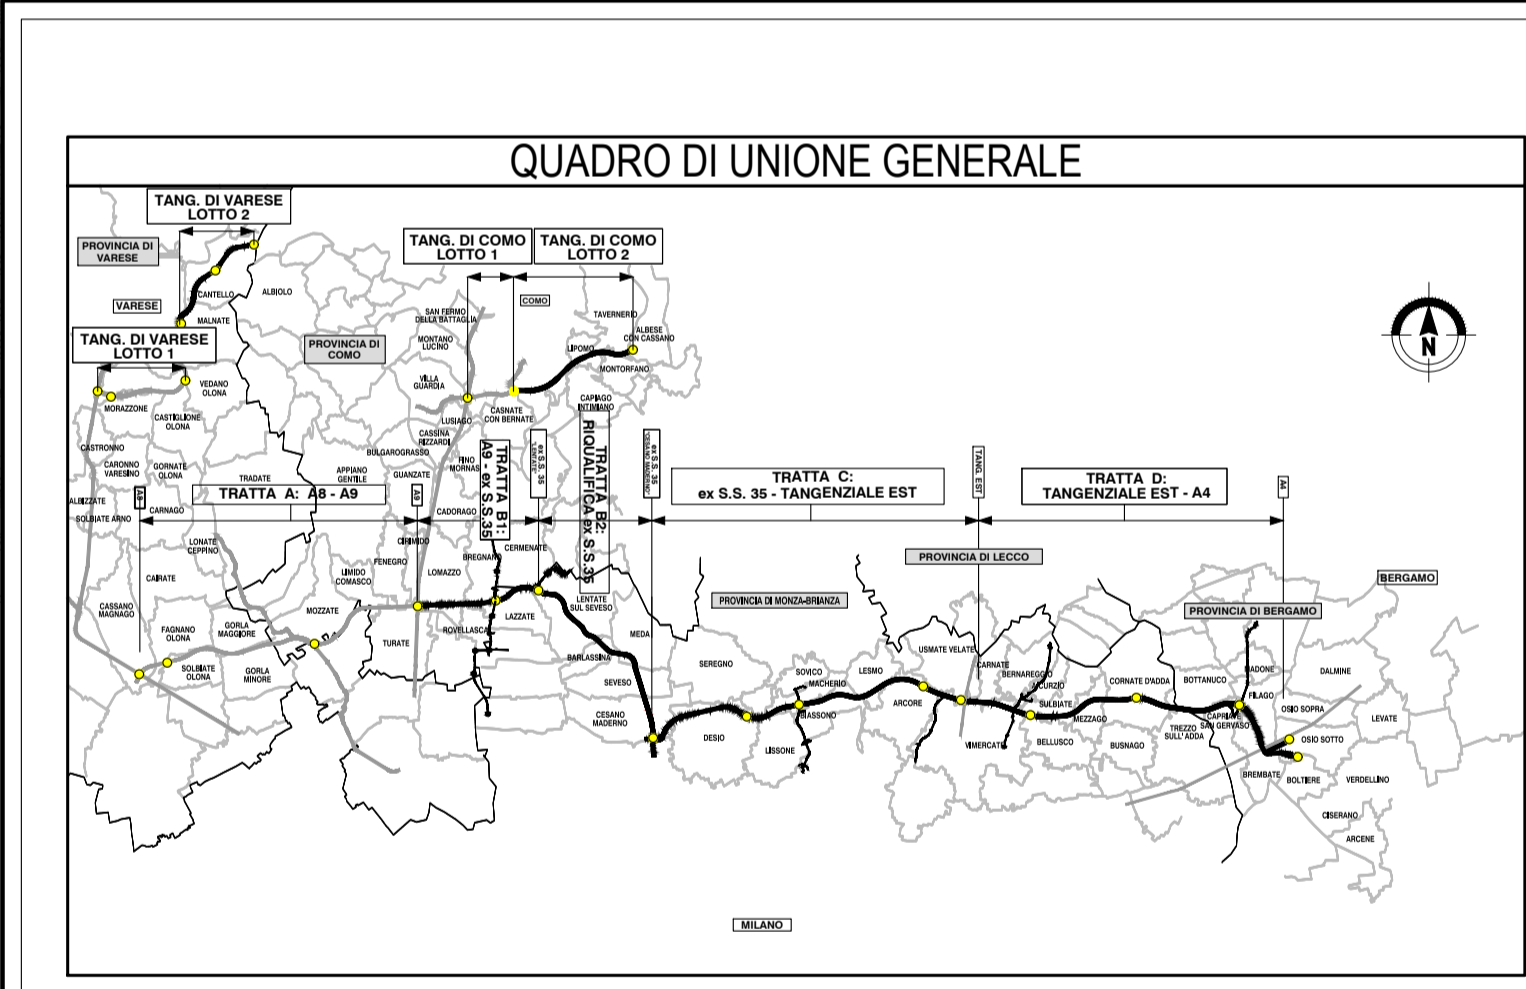 QUADRO DI UNIONE GENERALE
TANG. DI VARESE
LOTTO 2
PROVINCIA DI
VARESE
TANG. DI COMO
LOTTO 1
TANG. DI COMO
LOTTO 2
VARESE
CANTELLO
ALBIOLO
MALNATE
COMO
SAN FERMO
DELLA BATTAGLIA
TAVERNERIO
ALBESE
CON CASSANO
TANG. DI VARESE
LOTTO 1
PROVINCIA DI
COMO
MONTANO
LUCINO
LIPOMO
MONTORFANO
N
VEDANO
OLONA
VILLA
GUARDIA
MORAZZONE
CASTIGLIONE
OLONA
LUSIAGO
CASNATE
CON BERNATE
CAPIAGO
INTIMIANO
CASSINA
RIZZARDI
CASTRONNO
BULGAROGRASSO
CARONNO
VARESINO
GORNATE
OLONA
TRADATE
APPIANO
GENTILE
GUANZATE
FINO
MORNAS
TRATTA B1:
A9 - ex S.S.35
ex S.S. 35
"LENTATE"
TRATTA B2:
RIQUALIFICA ex S.S.35
ex S.S. 35
"CESANO MADERNO"
TRATTA C:
ex S.S. 35 - TANGENZIALE EST
TANG. EST
TRATTA D:
TANGENZIALE EST - A4
A4
ALBIZZATE
A8
TRATTA A: A8 - A9
A9
SOLBIATE ARNO
CARNAGO
CADORAGO
LONATE
CEPPINO
CIRIMIDO
CERMENATE
BREGNANO
FENEGRO
LOMAZZO
LIMIDO
COMASCO
PROVINCIA DI LECCO
BERGAMO
CAIRATE
CASSANO
MAGNAGO
MOZZATE
LENTATE
SUL SEVESO
LAZZATE
PROVINCIA DI MONZA-BRIANZA
PROVINCIA DI BERGAMO
FAGNANO
OLONA
GORLA
MAGGIORE
TURATE
ROVELLASCA
MEDA
SOLBIATE
OLONA
GORLA
MINORE
BARLASSINA
SEVESO
SEREGNO
SOVICO
MACHERIO
LESMO
USMATE VELATE
CARNATE
BERNAREGGIO
AICURZIO
CORNATE D'ADDA
BOTTANUCO
MADONE
FILAGO
DALMINE
CESANO
MADERNO
DESIO
BIASSONO
LISSONE
ARCORE
VIMERCATE
SULBIATE
MEZZAGO
BELLUSCO
BUSNAGO
TREZZO
SULL' ADDA
CAPRIATE
SAN GERVASO
OSIO SOPRA
OSIO SOTTO
LEVATE
BREMBATE
BOLTIERE
VERDELLINO
CISERANO
ARCENE
MILANO